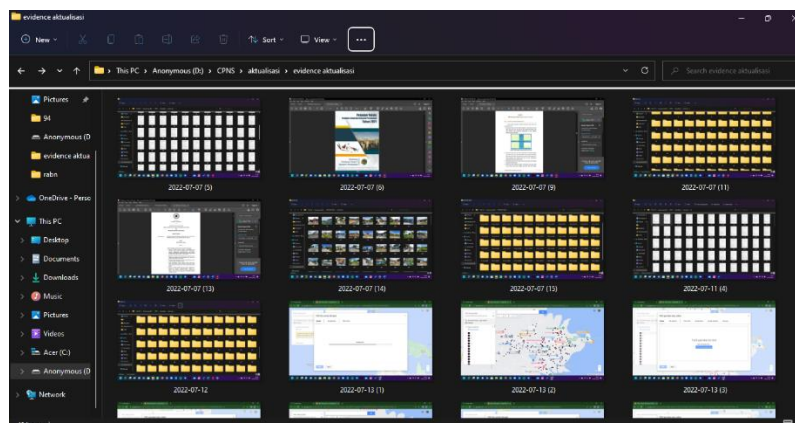 evidence aktualisasi
New
Sort
View
This PC > Anonymous (D:) > CPNS > aktualisasi > evidence aktualisasi
Search evidence aktualisasi
Pictures
94
Anonymous (D
evidence aktua
rabn
OneDrive - Perso
This PC
Desktop
Documents
Downloads
Music
Pictures
Videos
Acer (C:)
Anonymous (D
Network
2022-07-07 (5)
2022-07-07 (6)
2022-07-07 (9)
2022-07-07 (11)
2022-07-07 (13)
2022-07-07 (14)
2022-07-07 (15)
2022-07-11 (4)
2022-07-12
2022-07-13 (1)
2022-07-13 (2)
2022-07-13 (3)